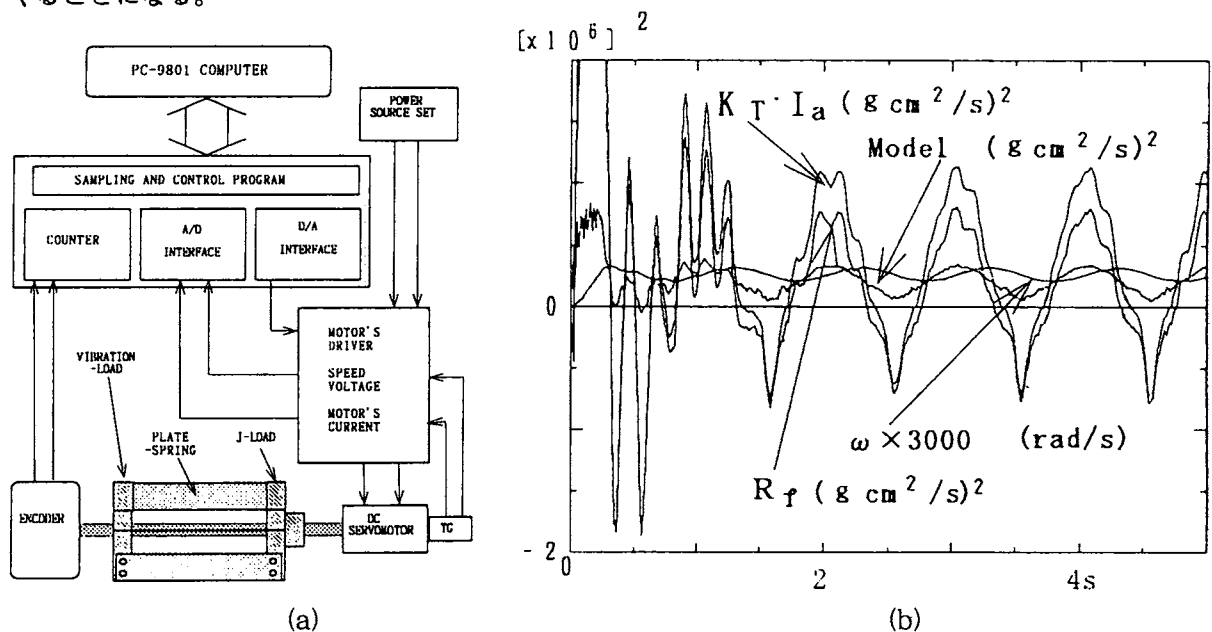 やることになる。
PC-9801 COMPUTER
POWER
SOURCE SET
SAMPLING AND CONTROL PROGRAM
COUNTER
A/D
INTERFACE
D/A
INTERFACE
MOTOR'S
DRIVER
SPEED
VOLTAGE
MOTOR'S
CURRENT
VIBRATION
-LOAD
PLATE
-SPRING
J-LOAD
ENCODER
DC
SERVOMOTOR
TG
(a)
[x 10⁶] 2
K_T·I_a (g cm²/s)²
Model (g cm²/s)²
0
ω×3000 (rad/s)
R_f (g cm²/s)²
-2
0
2
4s
(b)